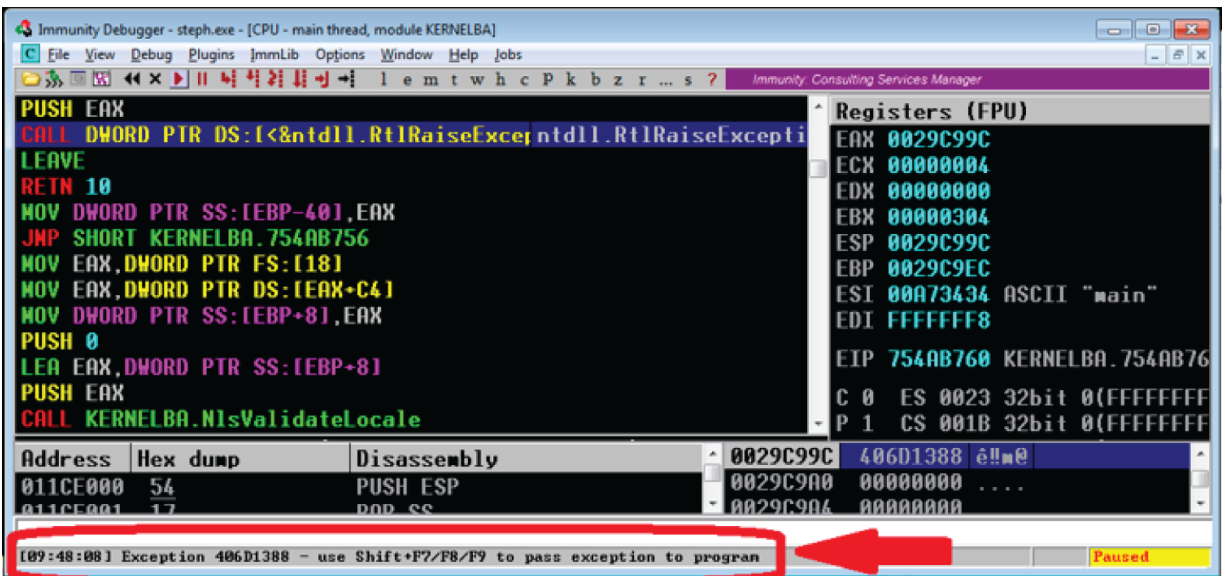 Immunity Debugger - steph.exe - [CPU - main thread, module KERNELBA]
C File View Debug Plugins ImmLib Options Window Help Jobs
l e m t w h c P k b z r ... s ? Immunity: Consulting Services Manager
PUSH EAX
CALL DWORD PTR DS:[<&ntdll.RtlRaiseExcep ntdll.RtlRaiseExcepti
LEAVE
RETN 10
MOV DWORD PTR SS:[EBP-40],EAX
JMP SHORT KERNELBA.754AB756
MOV EAX,DWORD PTR FS:[18]
MOV EAX,DWORD PTR DS:[EAX+C4]
MOV DWORD PTR SS:[EBP+8],EAX
PUSH 0
LEA EAX,DWORD PTR SS:[EBP+8]
PUSH EAX
CALL KERNELBA.NlsValidateLocale
Registers (FPU)
EAX 0029C99C
ECX 00000004
EDX 00000000
EBX 00000304
ESP 0029C99C
EBP 0029C9EC
ESI 00A73434 ASCII "main"
EDI FFFFFFF8
EIP 754AB760 KERNELBA.754AB76
C 0 ES 0023 32bit 0(FFFFFFFF
P 1 CS 001B 32bit 0(FFFFFFFF
Address Hex dump Disassembly
011CE000 54 PUSH ESP
011CE001 17 POP SS
0029C99C 406D1388 ê‼m@
0029C9A0 00000000 ....
0029C9A4 00000000
[09:48:08] Exception 406D1388 - use Shift+F7/F8/F9 to pass exception to program
Paused